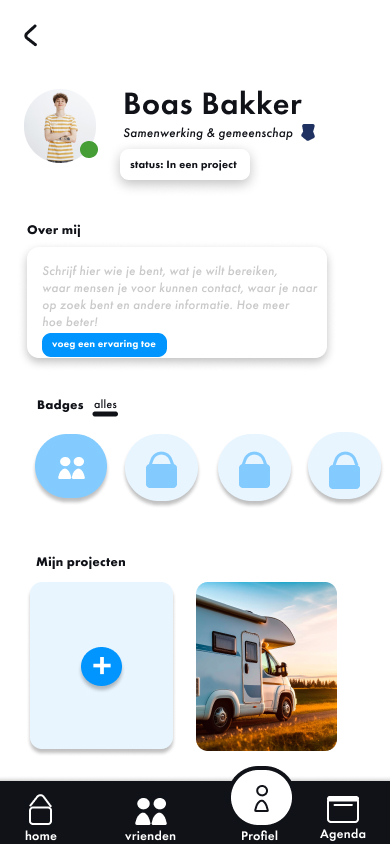 Boas Bakker
Samenwerking & gemeenschap
status: In een project
Over mij
Schrijf hier wie je bent, wat je wilt bereiken,
waar mensen je voor kunnen contact, waar je naar
op zoek bent en andere informatie. Hoe meer
hoe beter!
voeg een ervaring toe
Badges alles
Mijn projecten
home vrienden Profiel Agenda